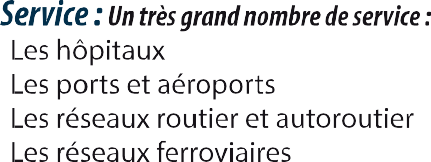 Service : Un très grand nombre de service :
Les hôpitaux
Les ports et aéroports
Les réseaux routier et autoroutier
Les réseaux ferroviaires